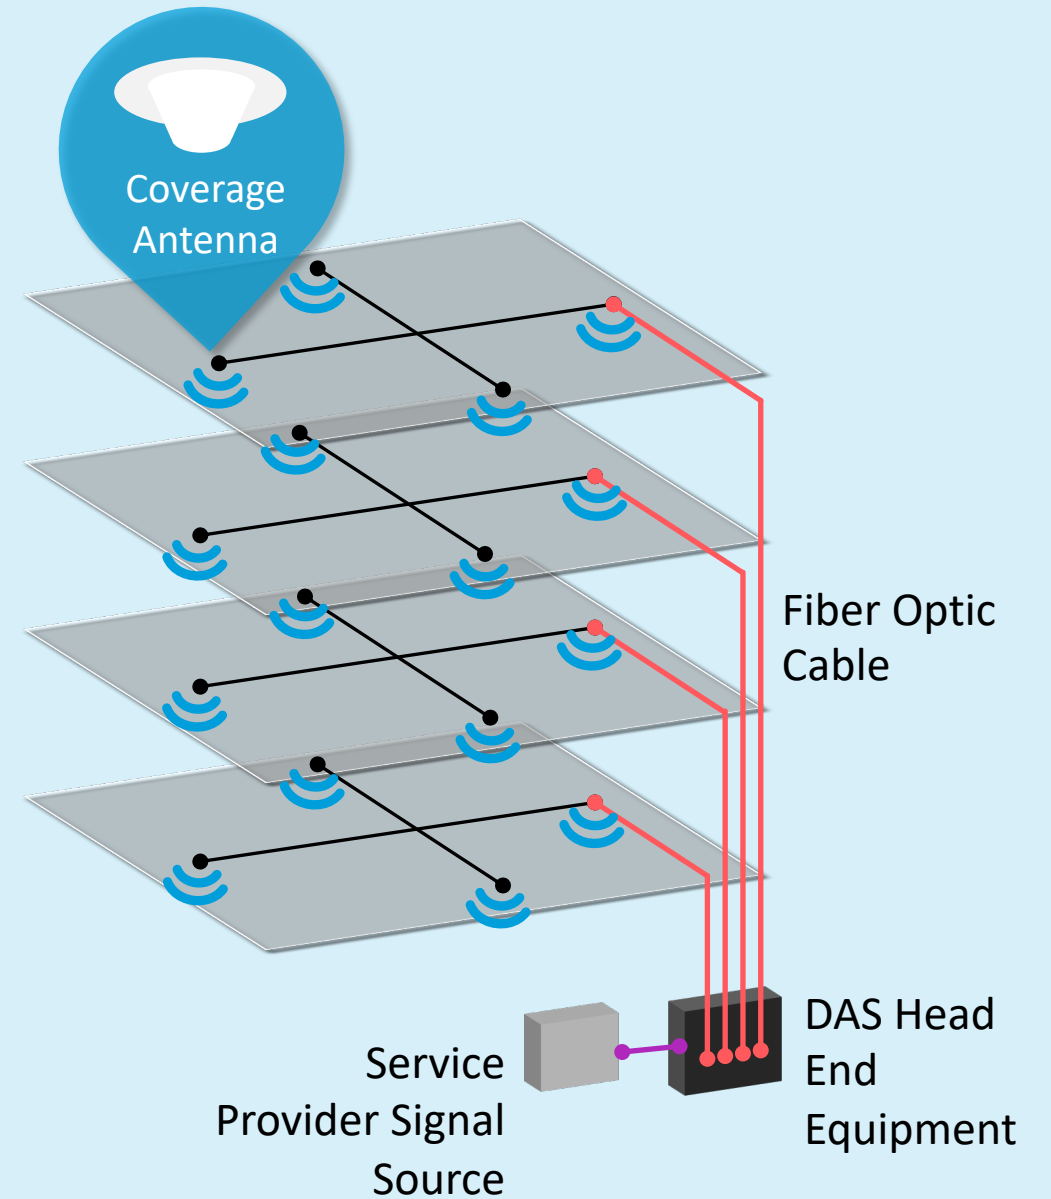 Coverage
Antenna
Fiber Optic
Cable
DAS Head
End
Equipment
Service
Provider Signal
Source